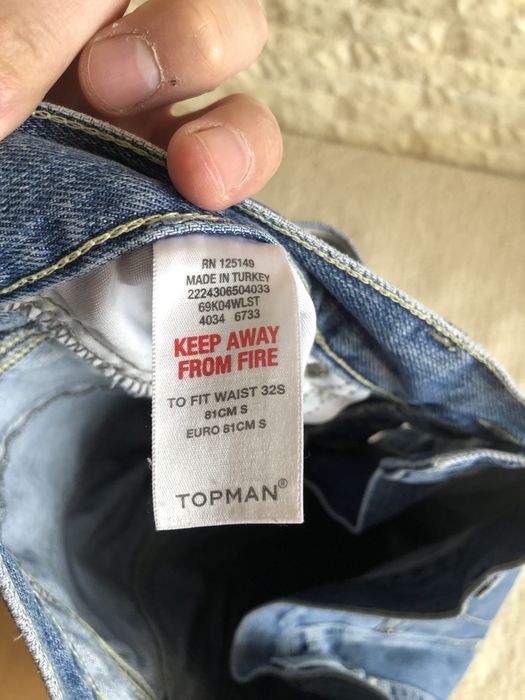 RN 125149
MADE IN TURKEY
2224306504033
69K04WLST
4034 6733
KEEP AWAY
FROM FIRE
TO FIT WAIST 32S
81CM S
EURO 81CM S
TOPMAN®